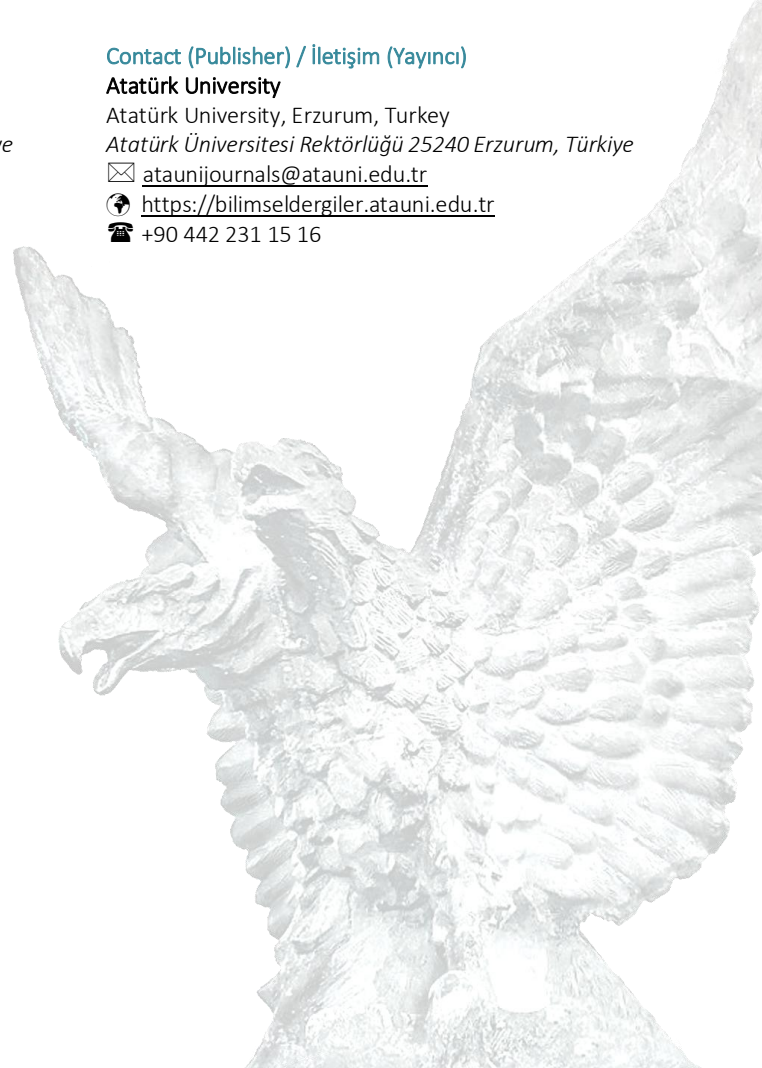 Contact (Publisher) / İletişim (Yayıncı)
Atatürk University
Atatürk University, Erzurum, Turkey
Atatürk Üniversitesi Rektörlüğü 25240 Erzurum, Türkiye
ataunijournals@atauni.edu.tr
https://bilimseldergiler.atauni.edu.tr
+90 442 231 15 16